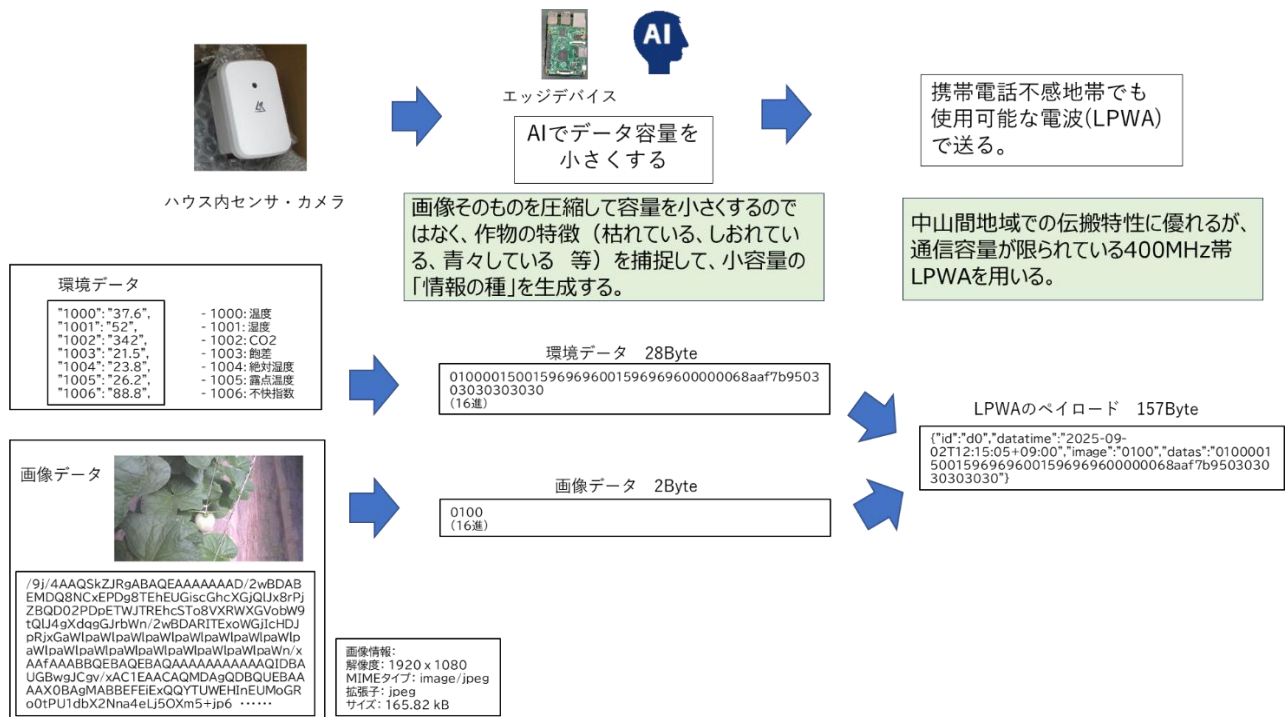 AI
エッジデバイス
AIでデータ容量を
小さくする
携帯電話不感地帯でも
使用可能な電波(LPWA)
で送る。
ハウス内センサ・カメラ
画像そのものを圧縮して容量を小さくするので
はなく、作物の特徴（枯れている、しおれてい
る、青々している　等）を捕捉して、小容量の
「情報の種」を生成する。
中山間地域での伝搬特性に優れるが、
通信容量が限られている400MHz帯
LPWAを用いる。
環境データ
"1000": "37.6", - 1000: 温度
"1001": "52", - 1001: 湿度
"1002": "342", - 1002: CO2
"1003": "21.5", - 1003: 飽差
"1004": "23.8", - 1004: 絶対湿度
"1005": "26.2", - 1005: 露点温度
"1006": "88.8", - 1006: 不快指数
環境データ　28Byte
0100001500159696960015969696000000068aaf7b9503
03030303030
(16進)
LPWAのペイロード　157Byte
{"id":"d0","datatime":"2025-09-
02T12:15:05+09:00","image":"0100","datas":"0100001
500159696960015969696000000068aaf7b95030303
0303030"}
画像データ
画像データ　2Byte
0100
(16進)
/9j/4AAQSkZJRgABAQEAAAAAAAD/2wBDAB
EMDQ8NCxEPDg8TEhEUGiscGhcXGjQlJx8rPj
ZBQD02PDpETWJTREhcSTo8VXRWXGVobW9
tQlJ4gXdqgGJrbWn/2wBDARITExoWGjIcHDJ
pRjxGaWlpaWlpaWlpaWlpaWlpaWlpaWlpaWlp
aWlpaWlpaWlpaWlpaWlpaWlpaWlpaWlpaWn/x
AAfAAABBQEBAQEBAQAAAAAAAAAAAQIDBA
UGBwgJCgv/xAC1EAACAQMDAgQDBQUEBAA
AAX0BAgMABBEFEiExQQYTUWEHInEUMoGR
o0tPU1dbX2Nna4eLj5OXm5+jp6 ……
画像情報:
解像度: 1920 x 1080
MIMEタイプ: image/jpeg
拡張子: jpeg
サイズ: 165.82 kB